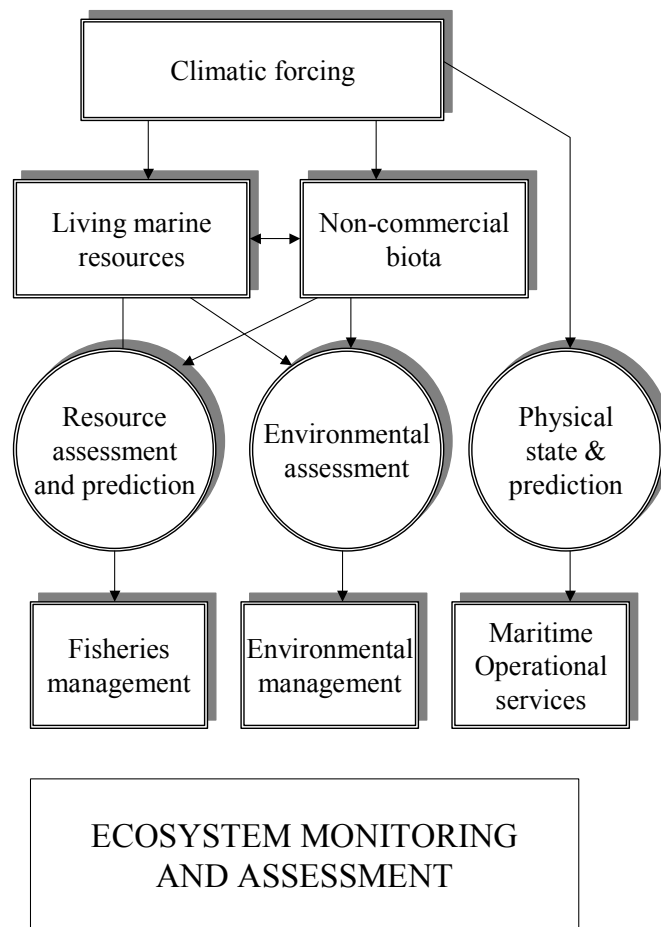 Climatic forcing
Living marine
resources
Non-commercial
biota
Resource
assessment
and prediction
Environmental
assessment
Physical
state &
prediction
Fisheries
management
Environmental
management
Maritime
Operational
services
ECOSYSTEM MONITORING
AND ASSESSMENT